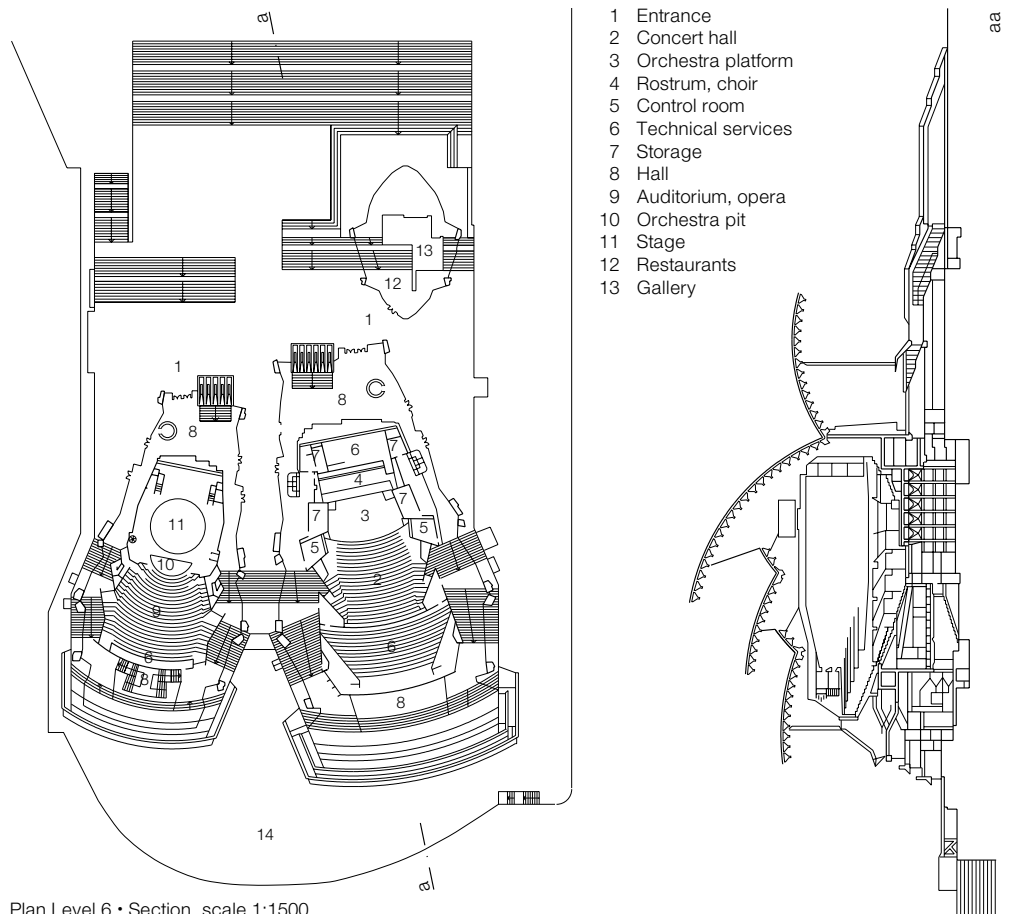 a
1 Entrance
2 Concert hall
3 Orchestra platform
4 Rostrum, choir
5 Control room
6 Technical services
7 Storage
8 Hall
9 Auditorium, opera
10 Orchestra pit
11 Stage
12 Restaurants
13 Gallery
aa
13
12
1
1
8
8
7
6
7
4
7
11
7
3
5
5
10
2
9
6
6
8
8
14
a
Plan Level 6 • Section scale 1:1500